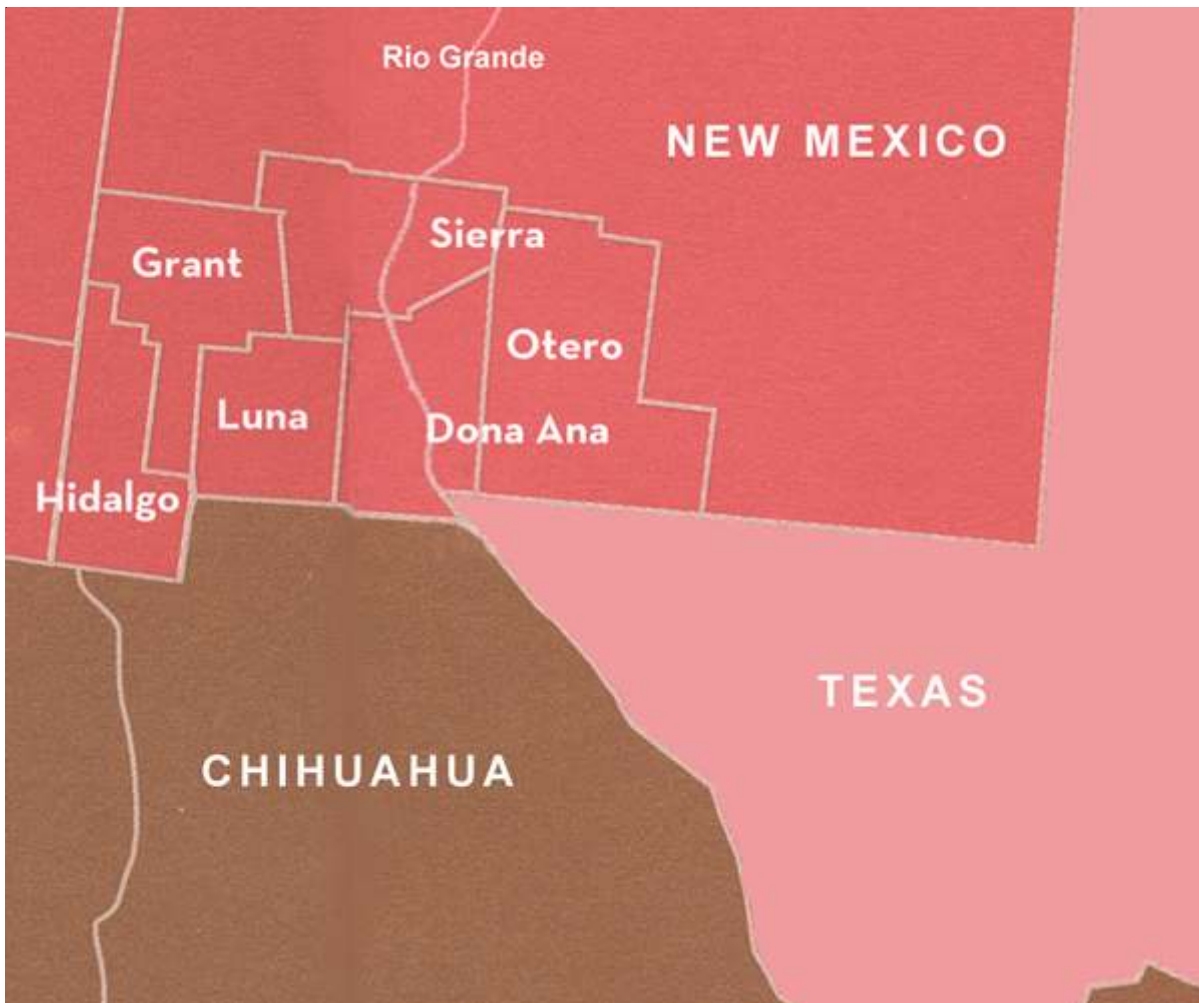 Rio Grande
NEW MEXICO
Sierra
Grant
Otero
Luna
Dona Ana
Hidalgo
TEXAS
CHIHUAHUA